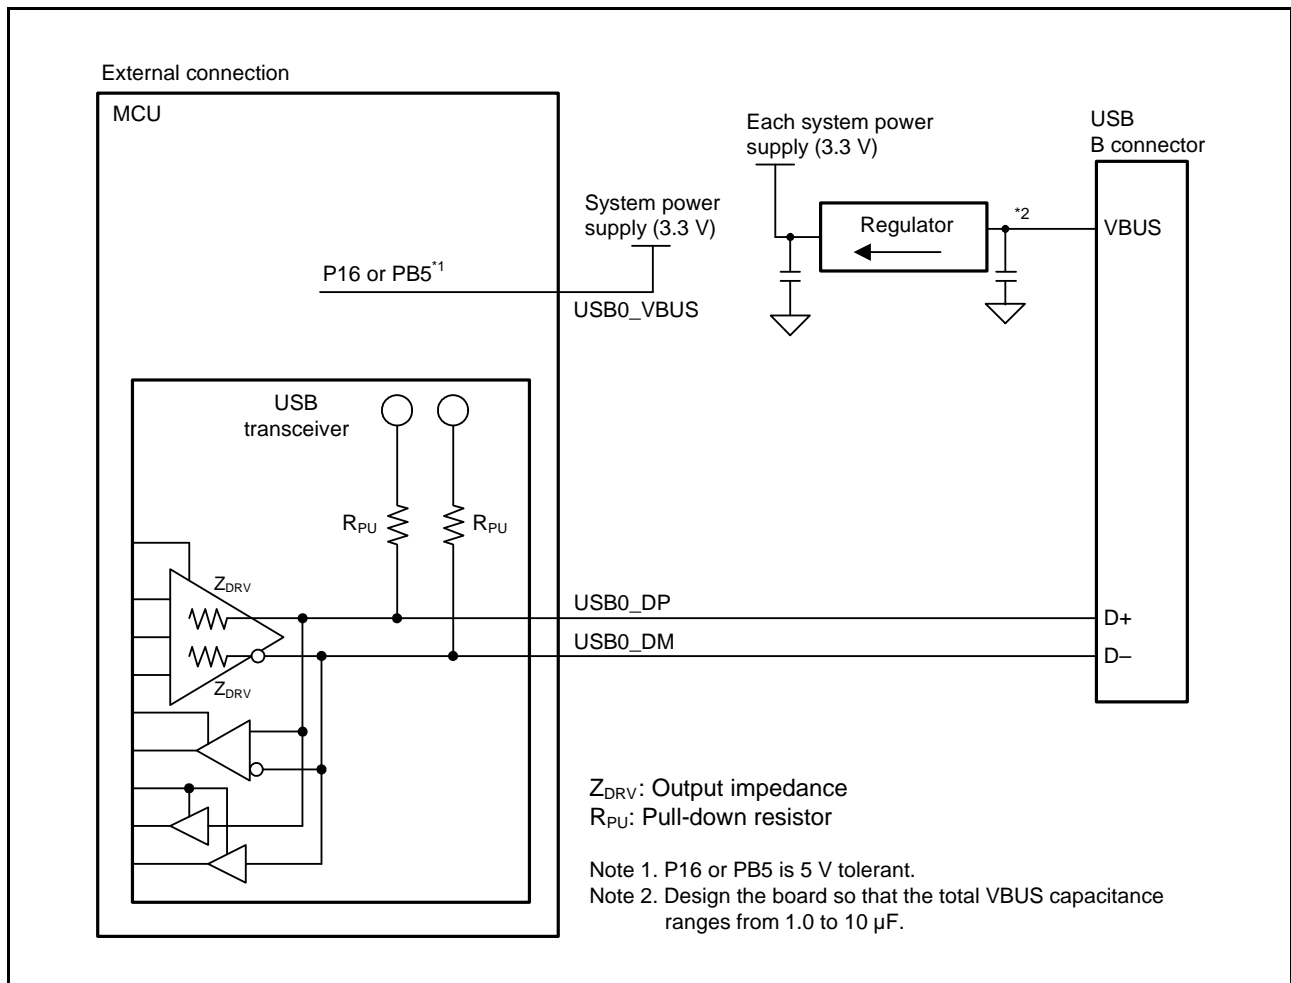 External connection
MCU
Each system power
supply (3.3 V)
USB
B connector
System power
supply (3.3 V)
Regulator
*2
VBUS
P16 or PB5*1
USB0_VBUS
USB
transceiver
RPU
RPU
ZDRV
USB0_DP
D+
USB0_DM
D–
ZDRV
ZDRV: Output impedance
RPU: Pull-down resistor
Note 1. P16 or PB5 is 5 V tolerant.
Note 2. Design the board so that the total VBUS capacitance
ranges from 1.0 to 10 µF.